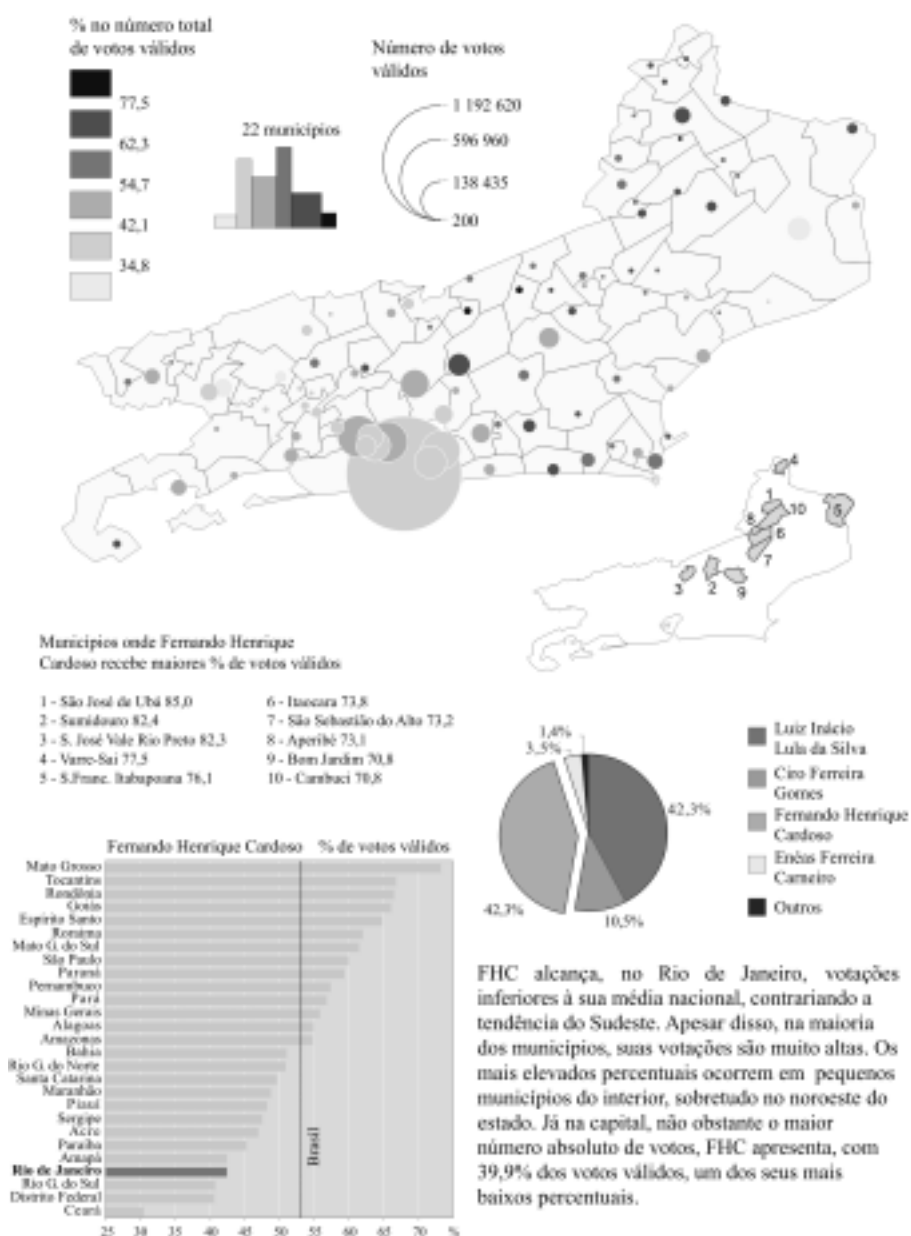 % no número total
de votos válidos
77,5
62,3
54,7
42,1
34,8
22 municípios
Número de votos
válidos
1 192 620
596 960
138 435
200
4
1
10
5
8
6
7
3
2
9
Municípios onde Fernando Henrique
Cardoso recebe maiores % de votos válidos
1 - São José de Ubá 85,0
2 - Sumidouro 82,4
3 - S. José Vale Rio Preto 82,3
4 - Varre-Sai 77,5
5 - S.Franc. Itabapoana 76,1
6 - Itaocara 73,8
7 - São Sebastião do Alto 73,2
8 - Aperibé 73,1
9 - Bom Jardim 70,8
10 - Cambuci 70,8
1,4%
3,5%
42,3%
42,3%
10,5%
Luiz Inácio
Lula da Silva
Ciro Ferreira
Gomes
Fernando Henrique
Cardoso
Enéas Ferreira
Carneiro
Outros
Fernando Henrique Cardoso % de votos válidos
Mato Grosso
Tocantins
Rondônia
Goiás
Espírito Santo
Roraima
Mato G. do Sul
São Paulo
Paraná
Pernambuco
Pará
Minas Gerais
Alagoas
Amazonas
Bahia
Rio G. do Norte
Santa Catarina
Maranhão
Piauí
Sergipe
Acre
Paraíba
Amapá
Rio de Janeiro
Rio G. do Sul
Distrito Federal
Ceará
Brasil
25 30 35 40 45 50 55 60 65 70 %
FHC alcança, no Rio de Janeiro, votações
inferiores à sua média nacional, contrariando a
tendência do Sudeste. Apesar disso, na maioria
dos municípios, suas votações são muito altas. Os
mais elevados percentuais ocorrem em pequenos
municípios do interior, sobretudo no noroeste do
estado. Já na capital, não obstante o maior
número absoluto de votos, FHC apresenta, com
39,9% dos votos válidos, um dos seus mais
baixos percentuais.